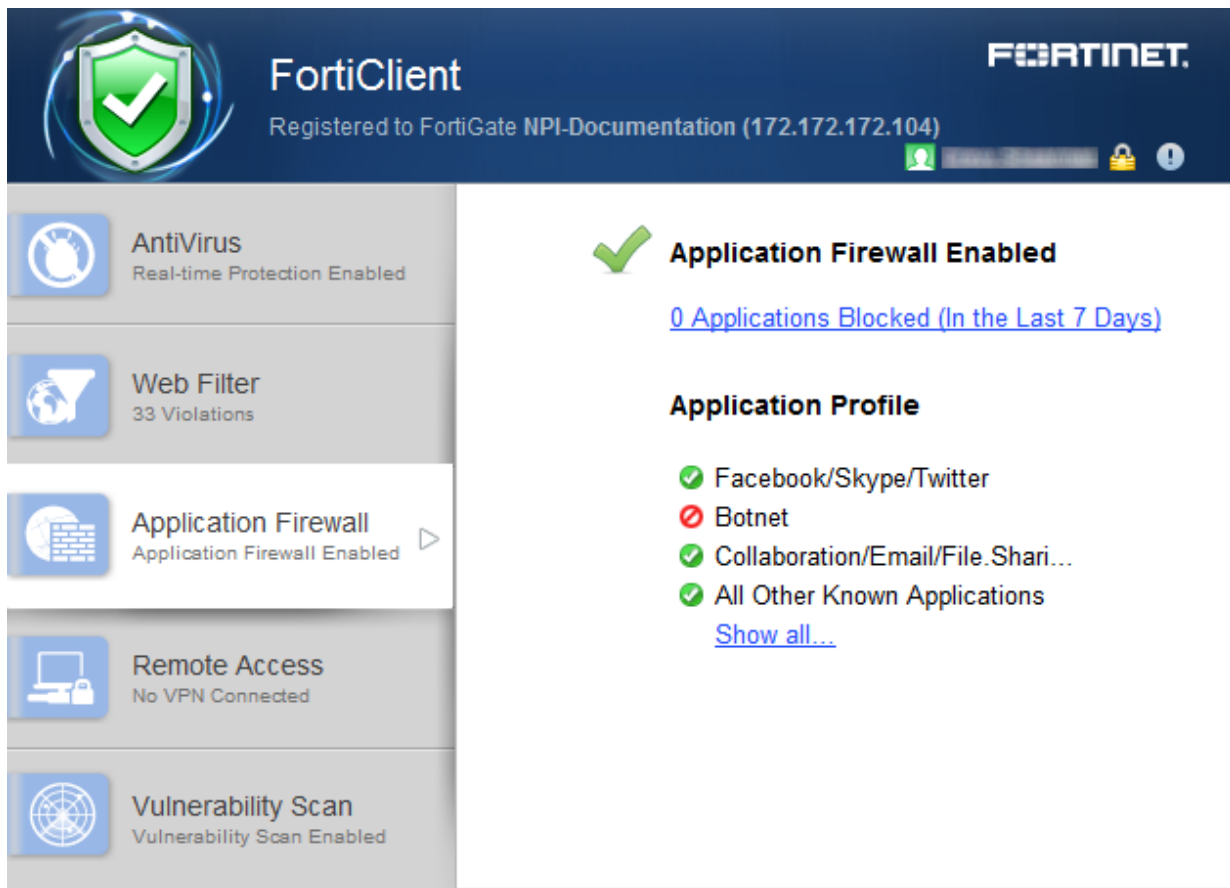 FortiClient
FORTINET.
Registered to FortiGate NPI-Documentation (172.172.172.104)
AntiVirus
Real-time Protection Enabled
Web Filter
33 Violations
Application Firewall
Application Firewall Enabled
Remote Access
No VPN Connected
Vulnerability Scan
Vulnerability Scan Enabled
Application Firewall Enabled
0 Applications Blocked (In the Last 7 Days)
Application Profile
Facebook/Skype/Twitter
Botnet
Collaboration/Email/File.Shari...
All Other Known Applications
Show all...